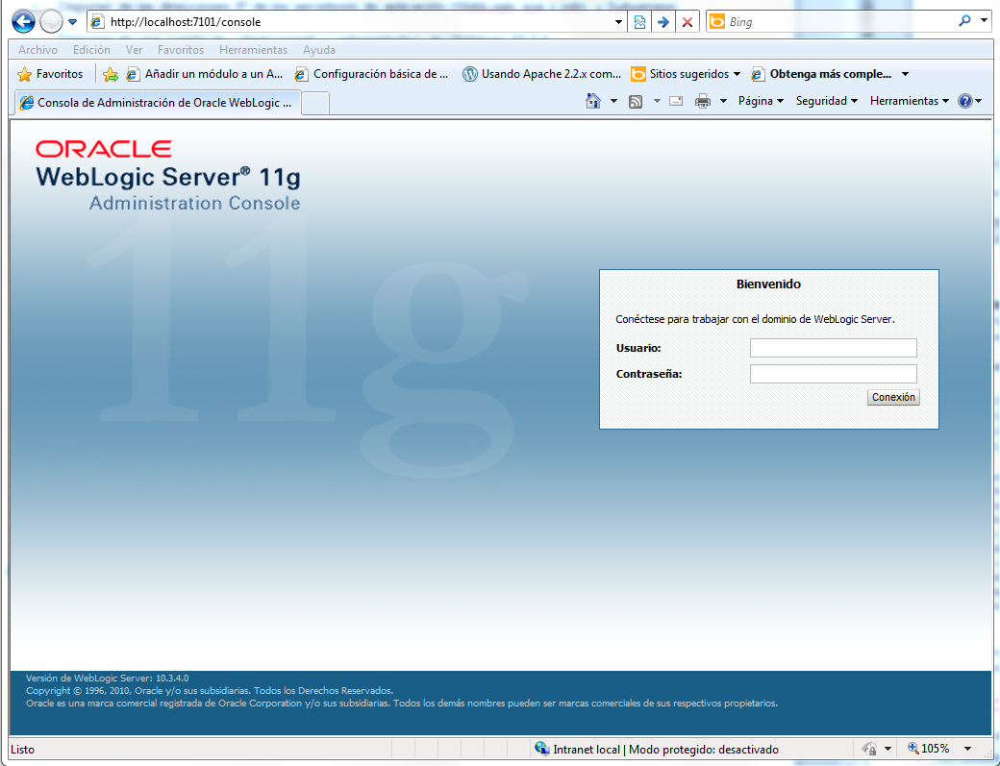 http://localhost:7101/console
Bing
Archivo Edición Ver Favoritos Herramientas Ayuda
Favoritos Añadir un módulo a un A... Configuración básica de ... Usando Apache 2.2.x com... Sitios sugeridos Obtenga más comple...
Consola de Administración de Oracle WebLogic ... Página Seguridad Herramientas
ORACLE
WebLogic Server® 11g
Administration Console
11g
Bienvenido
Conéctese para trabajar con el dominio de WebLogic Server.
Usuario:
Contraseña:
Conexión
Versión de WebLogic Server: 10.3.4.0
Copyright © 1996, 2010, Oracle y/o sus subsidiarias. Todos los Derechos Reservados.
Oracle es una marca comercial registrada de Oracle Corporation y/o sus subsidiarias. Todos los demás nombres pueden ser marcas comerciales de sus respectivos propietarios.
Listo Intranet local | Modo protegido: desactivado 105%